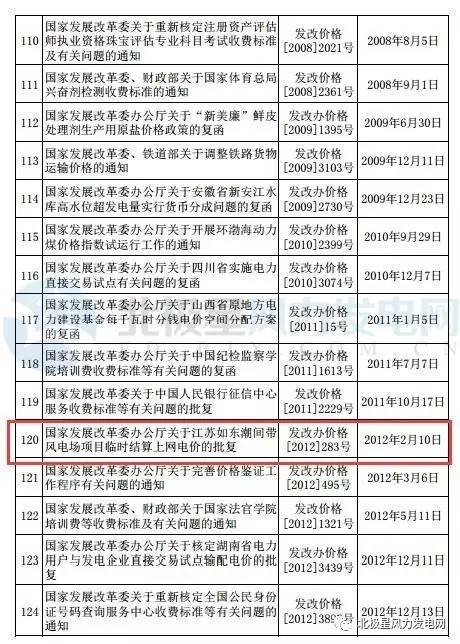 110
国家发展改革委关于重新核定注册资产评估
师执业资格珠宝评估专业科目考试收费标准
及有关问题的通知
发改价格
[2008]2021号
2008年8月5日
111
国家发展改革委、财政部关于国家体育总局
兴奋剂检测收费标准的通知
发改价格
[2008]2361号
2008年9月1日
112
国家发展改革委办公厅关于“新美廉”鲜皮
处理剂生产用原盐价格政策的复函
发改办价格
[2009]1395号
2009年6月30日
113
国家发展改革委、铁道部关于调整铁路货物
运输价格的通知
发改价格
[2009]3103号
2009年12月11日
114
国家发展改革委办公厅关于安徽省新安江水
库高水位超发电量实行货币分成问题的复函
发改办价格
[2009]2730号
2009年12月23日
115
国家发展改革委办公厅关于开展环渤海动力
煤价格指数试运行工作的通知
发改办价格
[2010]2399号
2010年9月29日
116
国家发展改革委办公厅关于四川省实施电力
直接交易试点有关问题的复函
发改办价格
[2010]3074号
2010年12月7日
117
国家发展改革委办公厅关于山西省原地方电
力建设基金每千瓦时分钱电价空间分配方案
的复函
发改办价格
[2011]15号
2011年1月5日
118
国家发展改革委办公厅关于中国纪检监察学
院培训费收费标准等有关问题的复函
发改办价格
[2011]1613号
2011年7月7日
119
国家发展改革委关于中国人民银行征信中心
服务收费标准等有关问题的批复
发改价格
[2011]2229号
2011年10月17日
120
国家发展改革委办公厅关于江苏如东潮间带
风电场项目临时结算上网电价的批复
发改办价格
[2012]283号
2012年2月10日
121
国家发展改革委办公厅关于完善价格鉴证工
作程序有关问题的通知
发改办价格
[2012]495号
2012年3月6日
122
国家发展改革委、财政部关于国家法官学院
培训费等收费标准及有关问题的通知
发改价格
[2012]1321号
2012年5月11日
123
国家发展改革委办公厅关于核定湖南省电力
用户与发电企业直接交易试点输配电价的批
复
发改办价格
[2012]3439号
2012年12月11日
124
国家发展改革委关于重新核定全国公民身份
证号码查询服务中心收费标准等有关问题的
通知
发改价格
2012年12月13日
北极星风力发电网